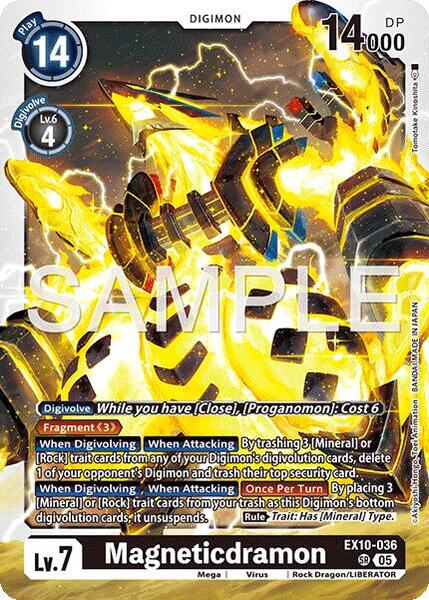 DIGIMON
Play
14
14000
DP
Digivolve
Lv.6
4
Tomotake Kinoshita
SAMPLE
BANDAI MADE IN JAPAN
©Akiyoshi Hongo, Toei Animation
Digivolve While you have [Close], [Proganomon]: Cost 6
Fragment ⟨3⟩
When Digivolving When Attacking By trashing 3 [Mineral] or
[Rock] trait cards from any of your Digimon's digivolution cards, delete
1 of your opponent's Digimon and trash their top security card.
When Digivolving When Attacking Once Per Turn By placing 3
[Mineral] or [Rock] trait cards from your trash as this Digimon's bottom
digivolution cards, it unsuspends. Rule Trait: Has [Mineral] Type.
Lv.7
Magneticdramon
EX10-036
SR 05
Mega | Virus | Rock Dragon/LIBERATOR